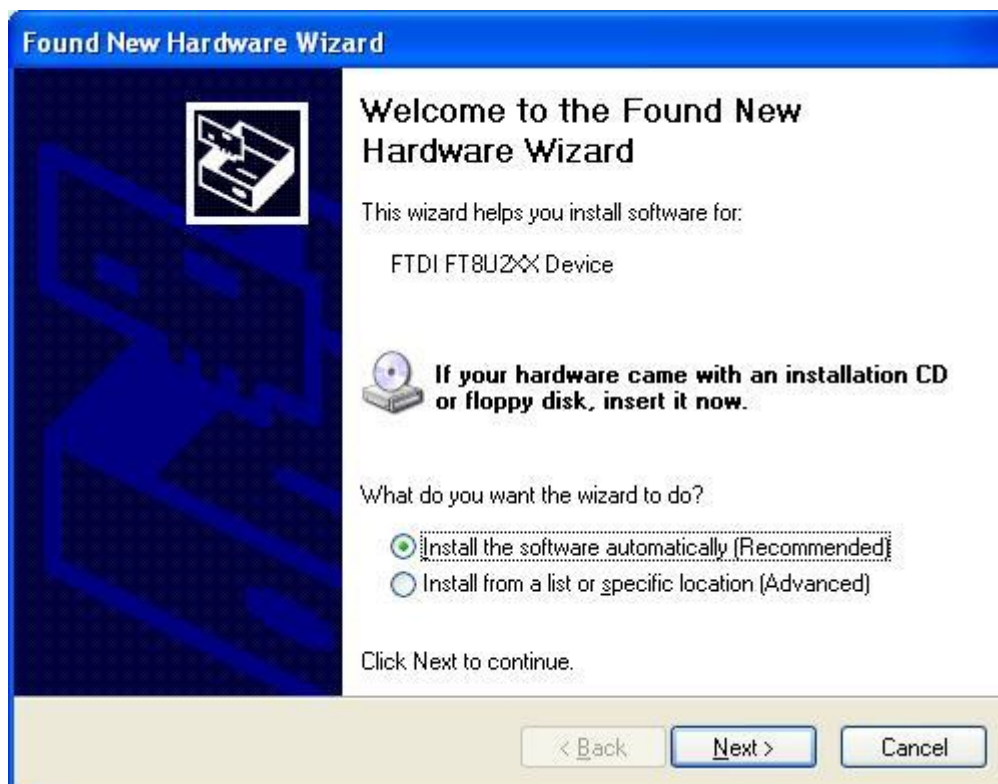 Found New Hardware Wizard
Welcome to the Found New
Hardware Wizard
This wizard helps you install software for:
FTDI FT8U2XX Device
If your hardware came with an installation CD
or floppy disk, insert it now.
What do you want the wizard to do?
Install the software automatically (Recommended)
Install from a list or specific location (Advanced)
Click Next to continue.
< Back Next > Cancel